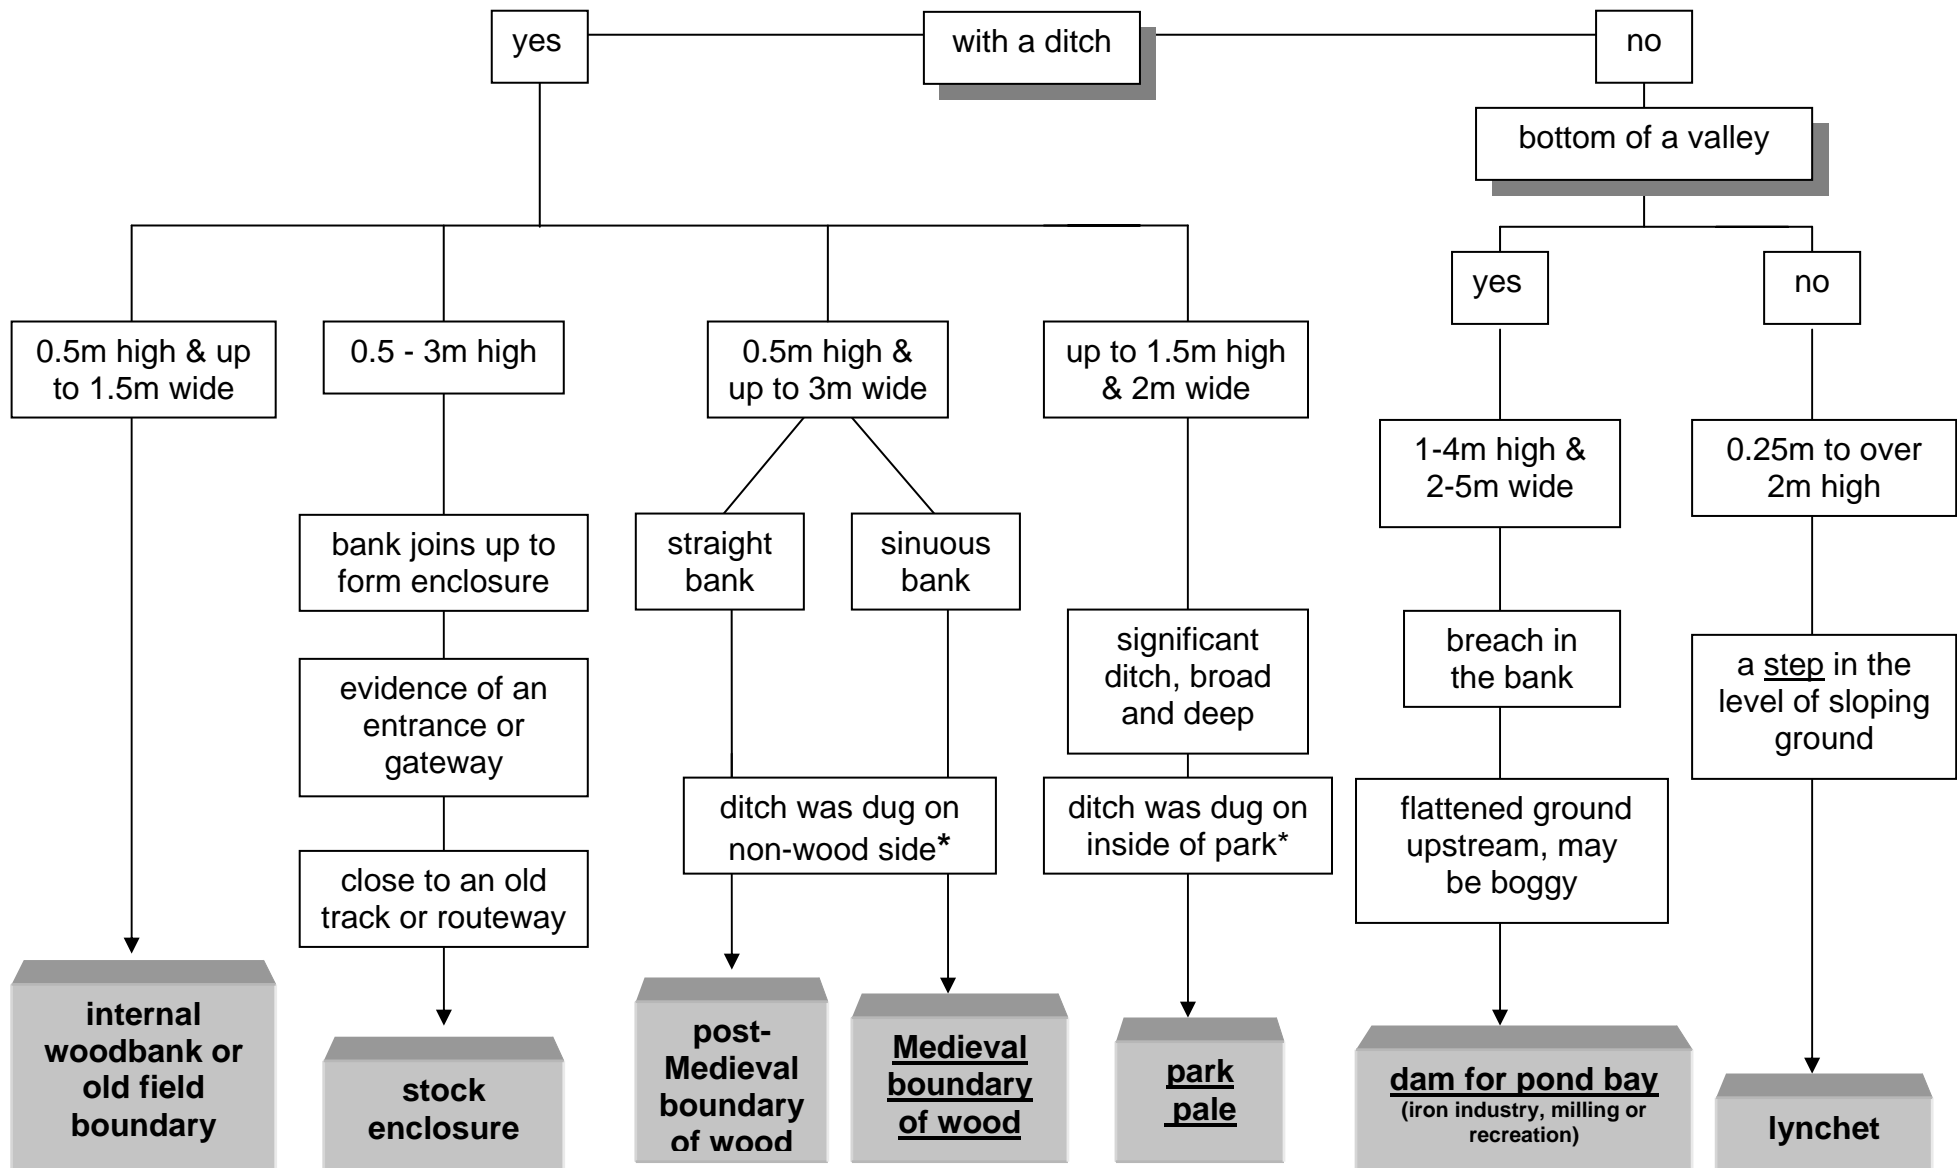 yes
with a ditch
no
bottom of a valley
yes
no
0.5m high & up
to 1.5m wide
0.5 - 3m high
0.5m high &
up to 3m wide
up to 1.5m high
& 2m wide
1-4m high &
2-5m wide
0.25m to over
2m high
bank joins up to
form enclosure
straight
bank
sinuous
bank
significant
ditch, broad
and deep
breach in
the bank
a step in the
level of sloping
ground
evidence of an
entrance or
gateway
ditch was dug on
non-wood side*
ditch was dug on
inside of park*
flattened ground
upstream, may
be boggy
close to an old
track or routeway
internal
woodbank or
old field
boundary
stock
enclosure
post-
Medieval
boundary
of wood
Medieval
boundary
of wood
park
pale
dam for pond bay
(iron industry, milling or
recreation)
lynchet